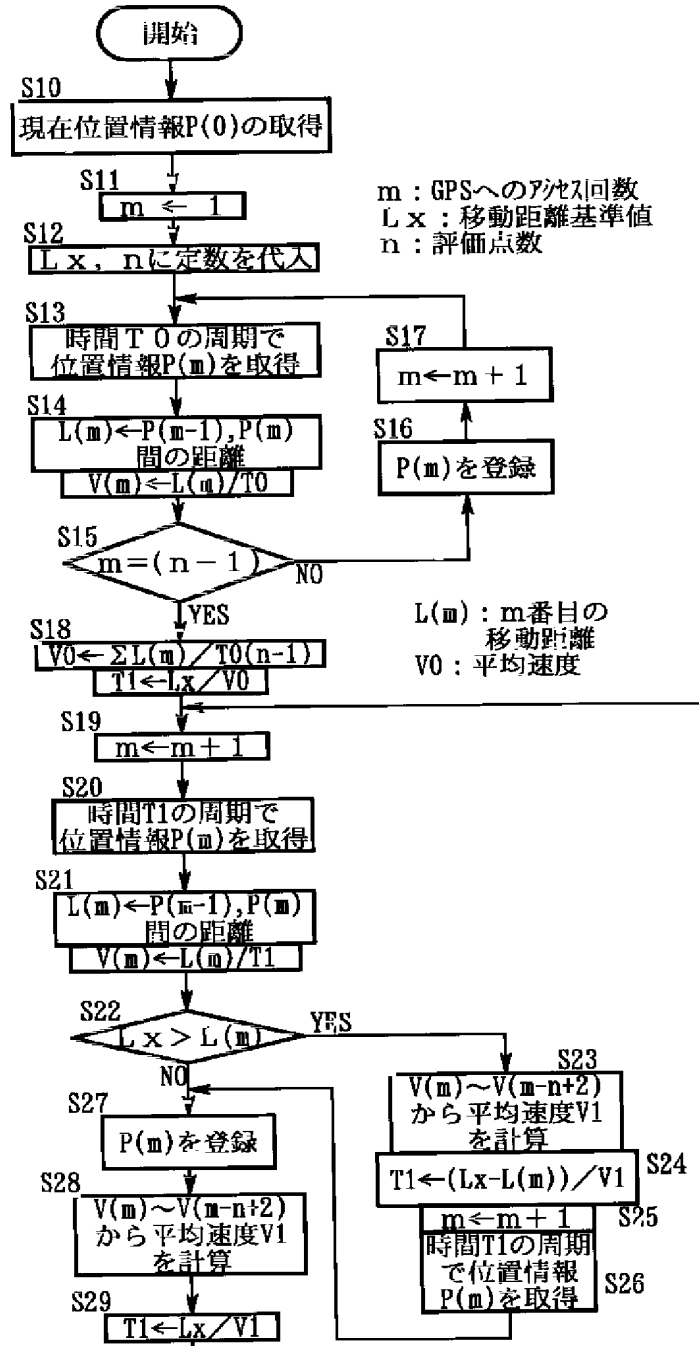 開始
S10
現在位置情報P(0)の取得
S11
m ← 1
m：GPSへのアクセス回数
Ｌｘ：移動距離基準値
ｎ：評価点数
S12
Ｌｘ，ｎに定数を代入
S13
時間Ｔ０の周期で
位置情報P(m)を取得
S17
m←m＋1
S14
L(m)←P(m-1),P(m)
間の距離
V(m)←L(m)/T0
S16
P(m)を登録
S15
m＝(ｎ－１)
NO
YES
L(m)：m番目の
移動距離
V0：平均速度
S18
V0←ΣL(m)／T0(n-1)
T1←Lx／V0
S19
m←m＋1
S20
時間T1の周期で
位置情報P(m)を取得
S21
L(m)←P(m-1),P(m)
間の距離
V(m)←L(m)/T1
S22
Ｌｘ＞L(m)
YES
NO
S23
V(m)～V(m-n+2)
から平均速度V1
を計算
S24
T1←(Lx-L(m))／V1
S25
m←m＋1
S26
時間T1の周期
で位置情報
P(m)を取得
S27
P(m)を登録
S28
V(m)～V(m-n+2)
から平均速度V1
を計算
S29
T1←Lx／V1